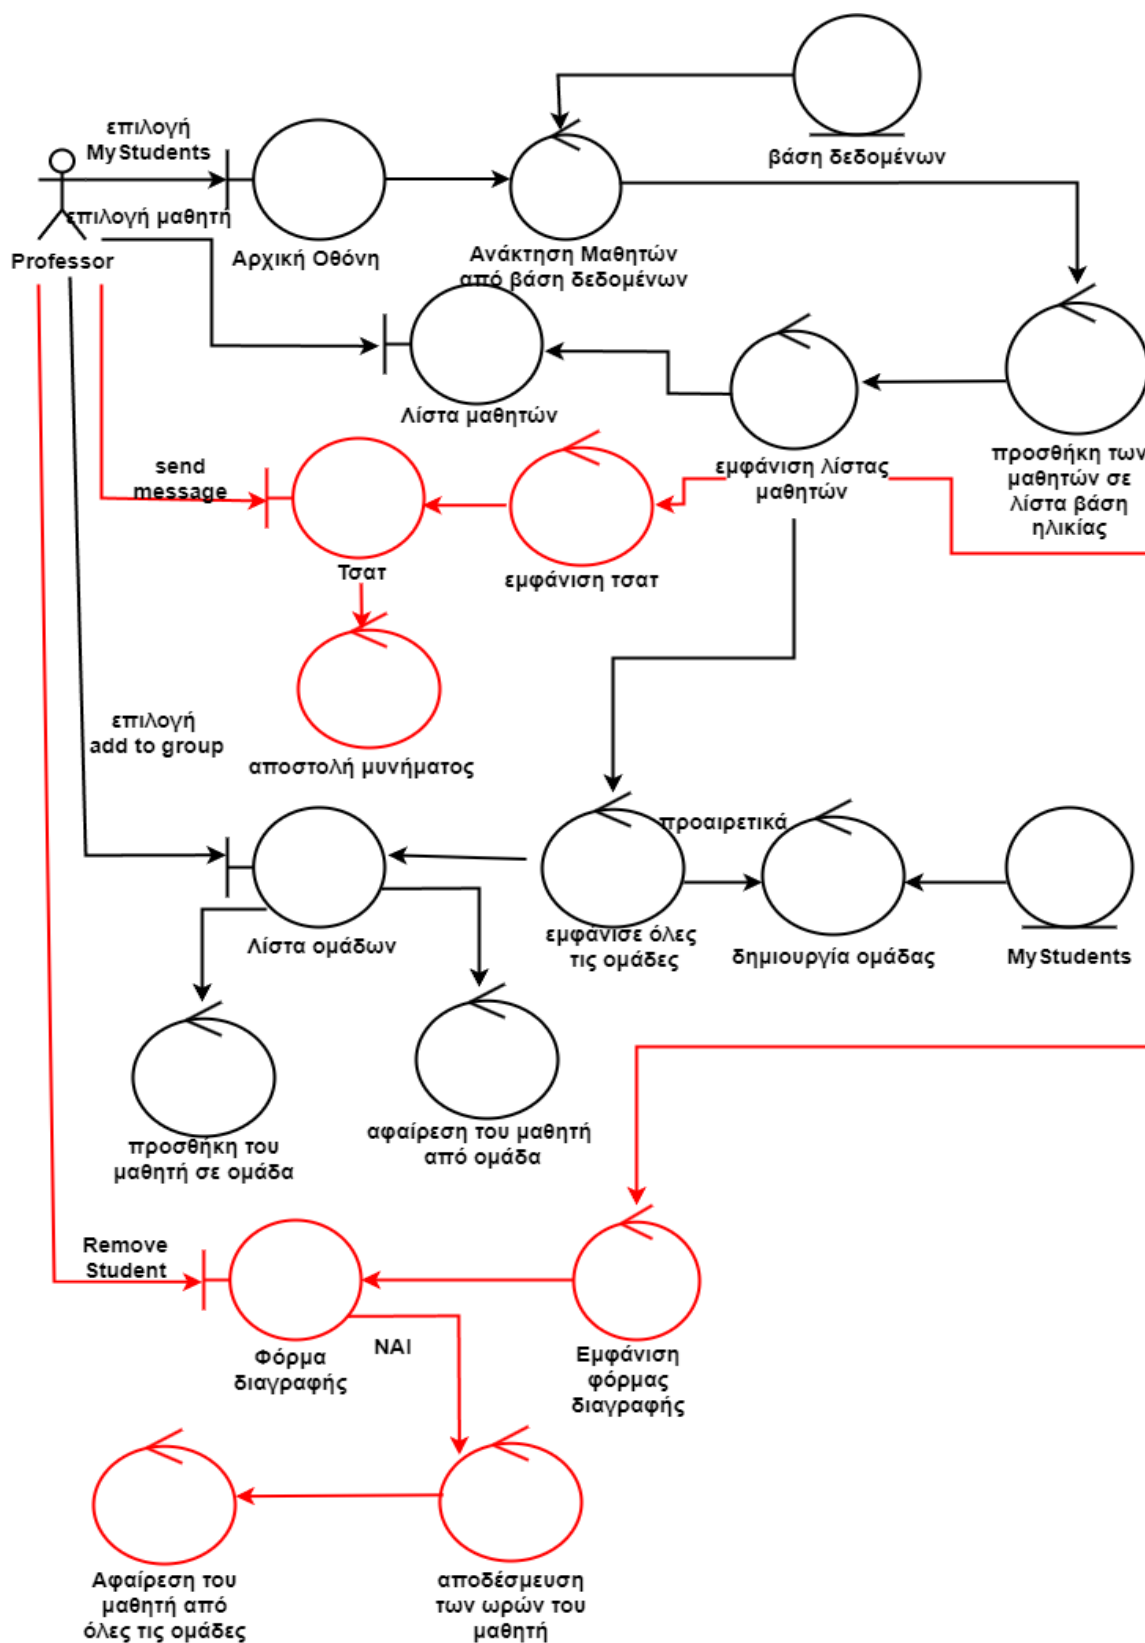 επιλογή
MyStudents
βάση δεδομένων
επιλογή μαθητή
Professor
Αρχική Οθόνη
Ανάκτηση Μαθητών
από βάση δεδομένων
Λίστα μαθητών
εμφάνιση λίστας
μαθητών
προσθήκη των
μαθητών σε
λίστα βάση
ηλικίας
send
message
Τσατ
εμφάνιση τσατ
επιλογή
add to group
αποστολή μυνήματος
προαιρετικά
Λίστα ομάδων
εμφάνισε όλες
τις ομάδες
δημιουργία ομάδας
MyStudents
προσθήκη του
μαθητή σε ομάδα
αφαίρεση του μαθητή
από ομάδα
Remove
Student
ΝΑΙ
Φόρμα
διαγραφής
Εμφάνιση
φόρμας
διαγραφής
Αφαίρεση του
μαθητή από
όλες τις ομάδες
αποδέσμευση
των ωρών του
μαθητή